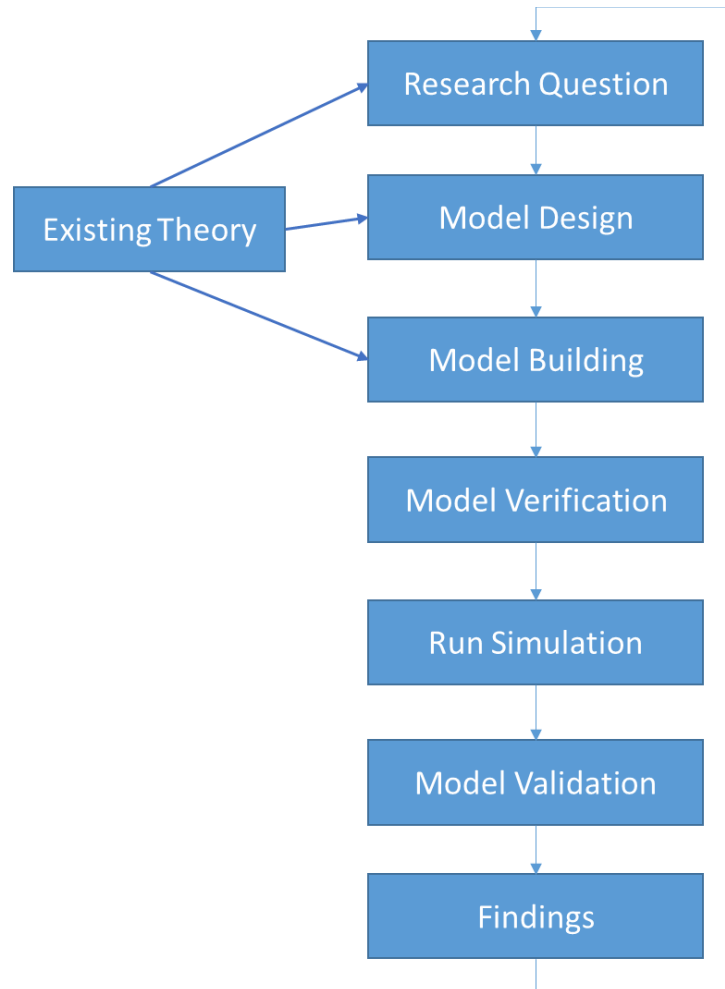 Research Question
Existing Theory
Model Design
Model Building
Model Verification
Run Simulation
Model Validation
Findings